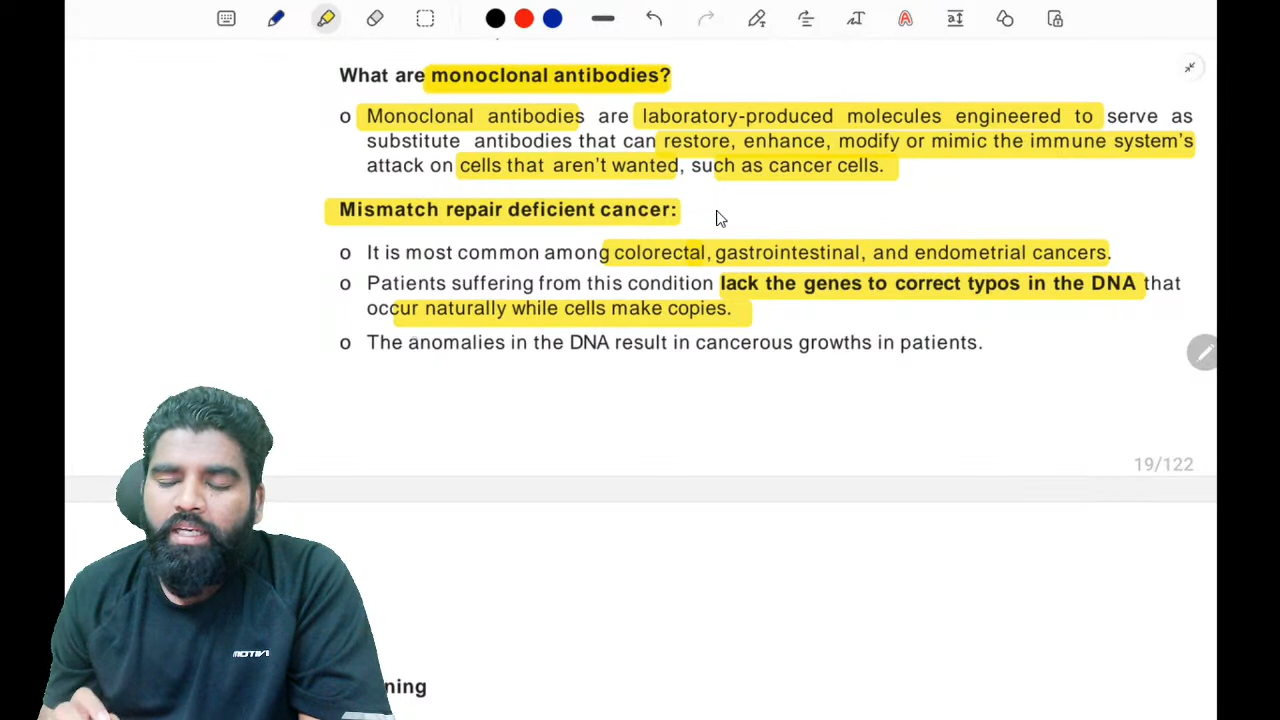 What are monoclonal antibodies?
o Monoclonal antibodies are laboratory-produced molecules engineered to serve as
substitute antibodies that can restore, enhance, modify or mimic the immune system's
attack on cells that aren't wanted, such as cancer cells.
Mismatch repair deficient cancer:
o It is most common among colorectal, gastrointestinal, and endometrial cancers.
o Patients suffering from this condition lack the genes to correct typos in the DNA that
occur naturally while cells make copies.
o The anomalies in the DNA result in cancerous growths in patients.
19/122
ning